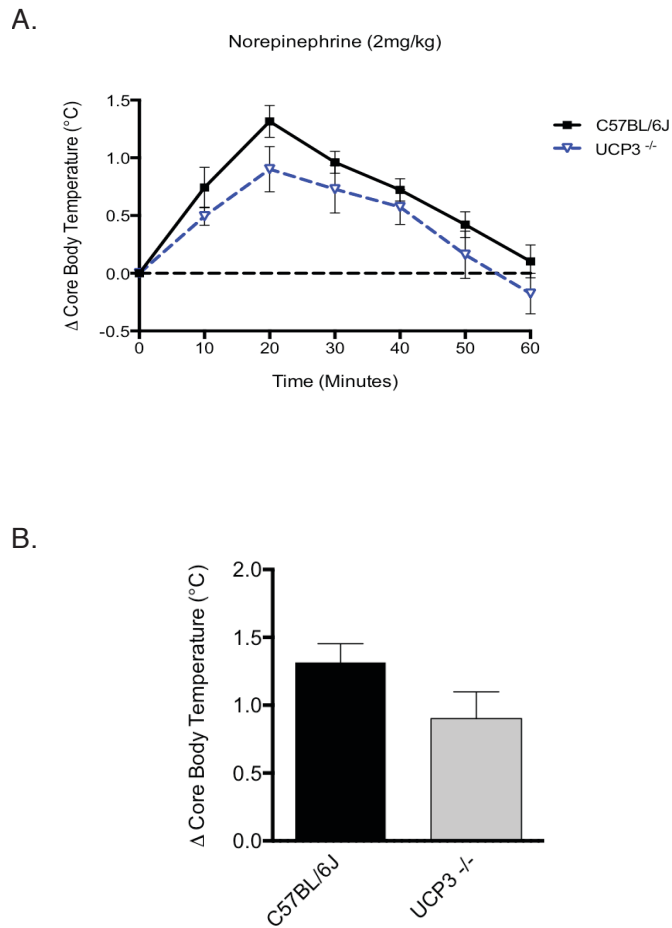 A.
Norepinephrine (2mg/kg)
Δ Core Body Temperature (°C)
1.5
1.0
0.5
0.0
-0.5
0 10 20 30 40 50 60
Time (Minutes)
C57BL/6J
UCP3 -/-
B.
Δ Core Body Temperature (°C)
2.0
1.5
1.0
0.5
0.0
C57BL/6J
UCP3 -/-